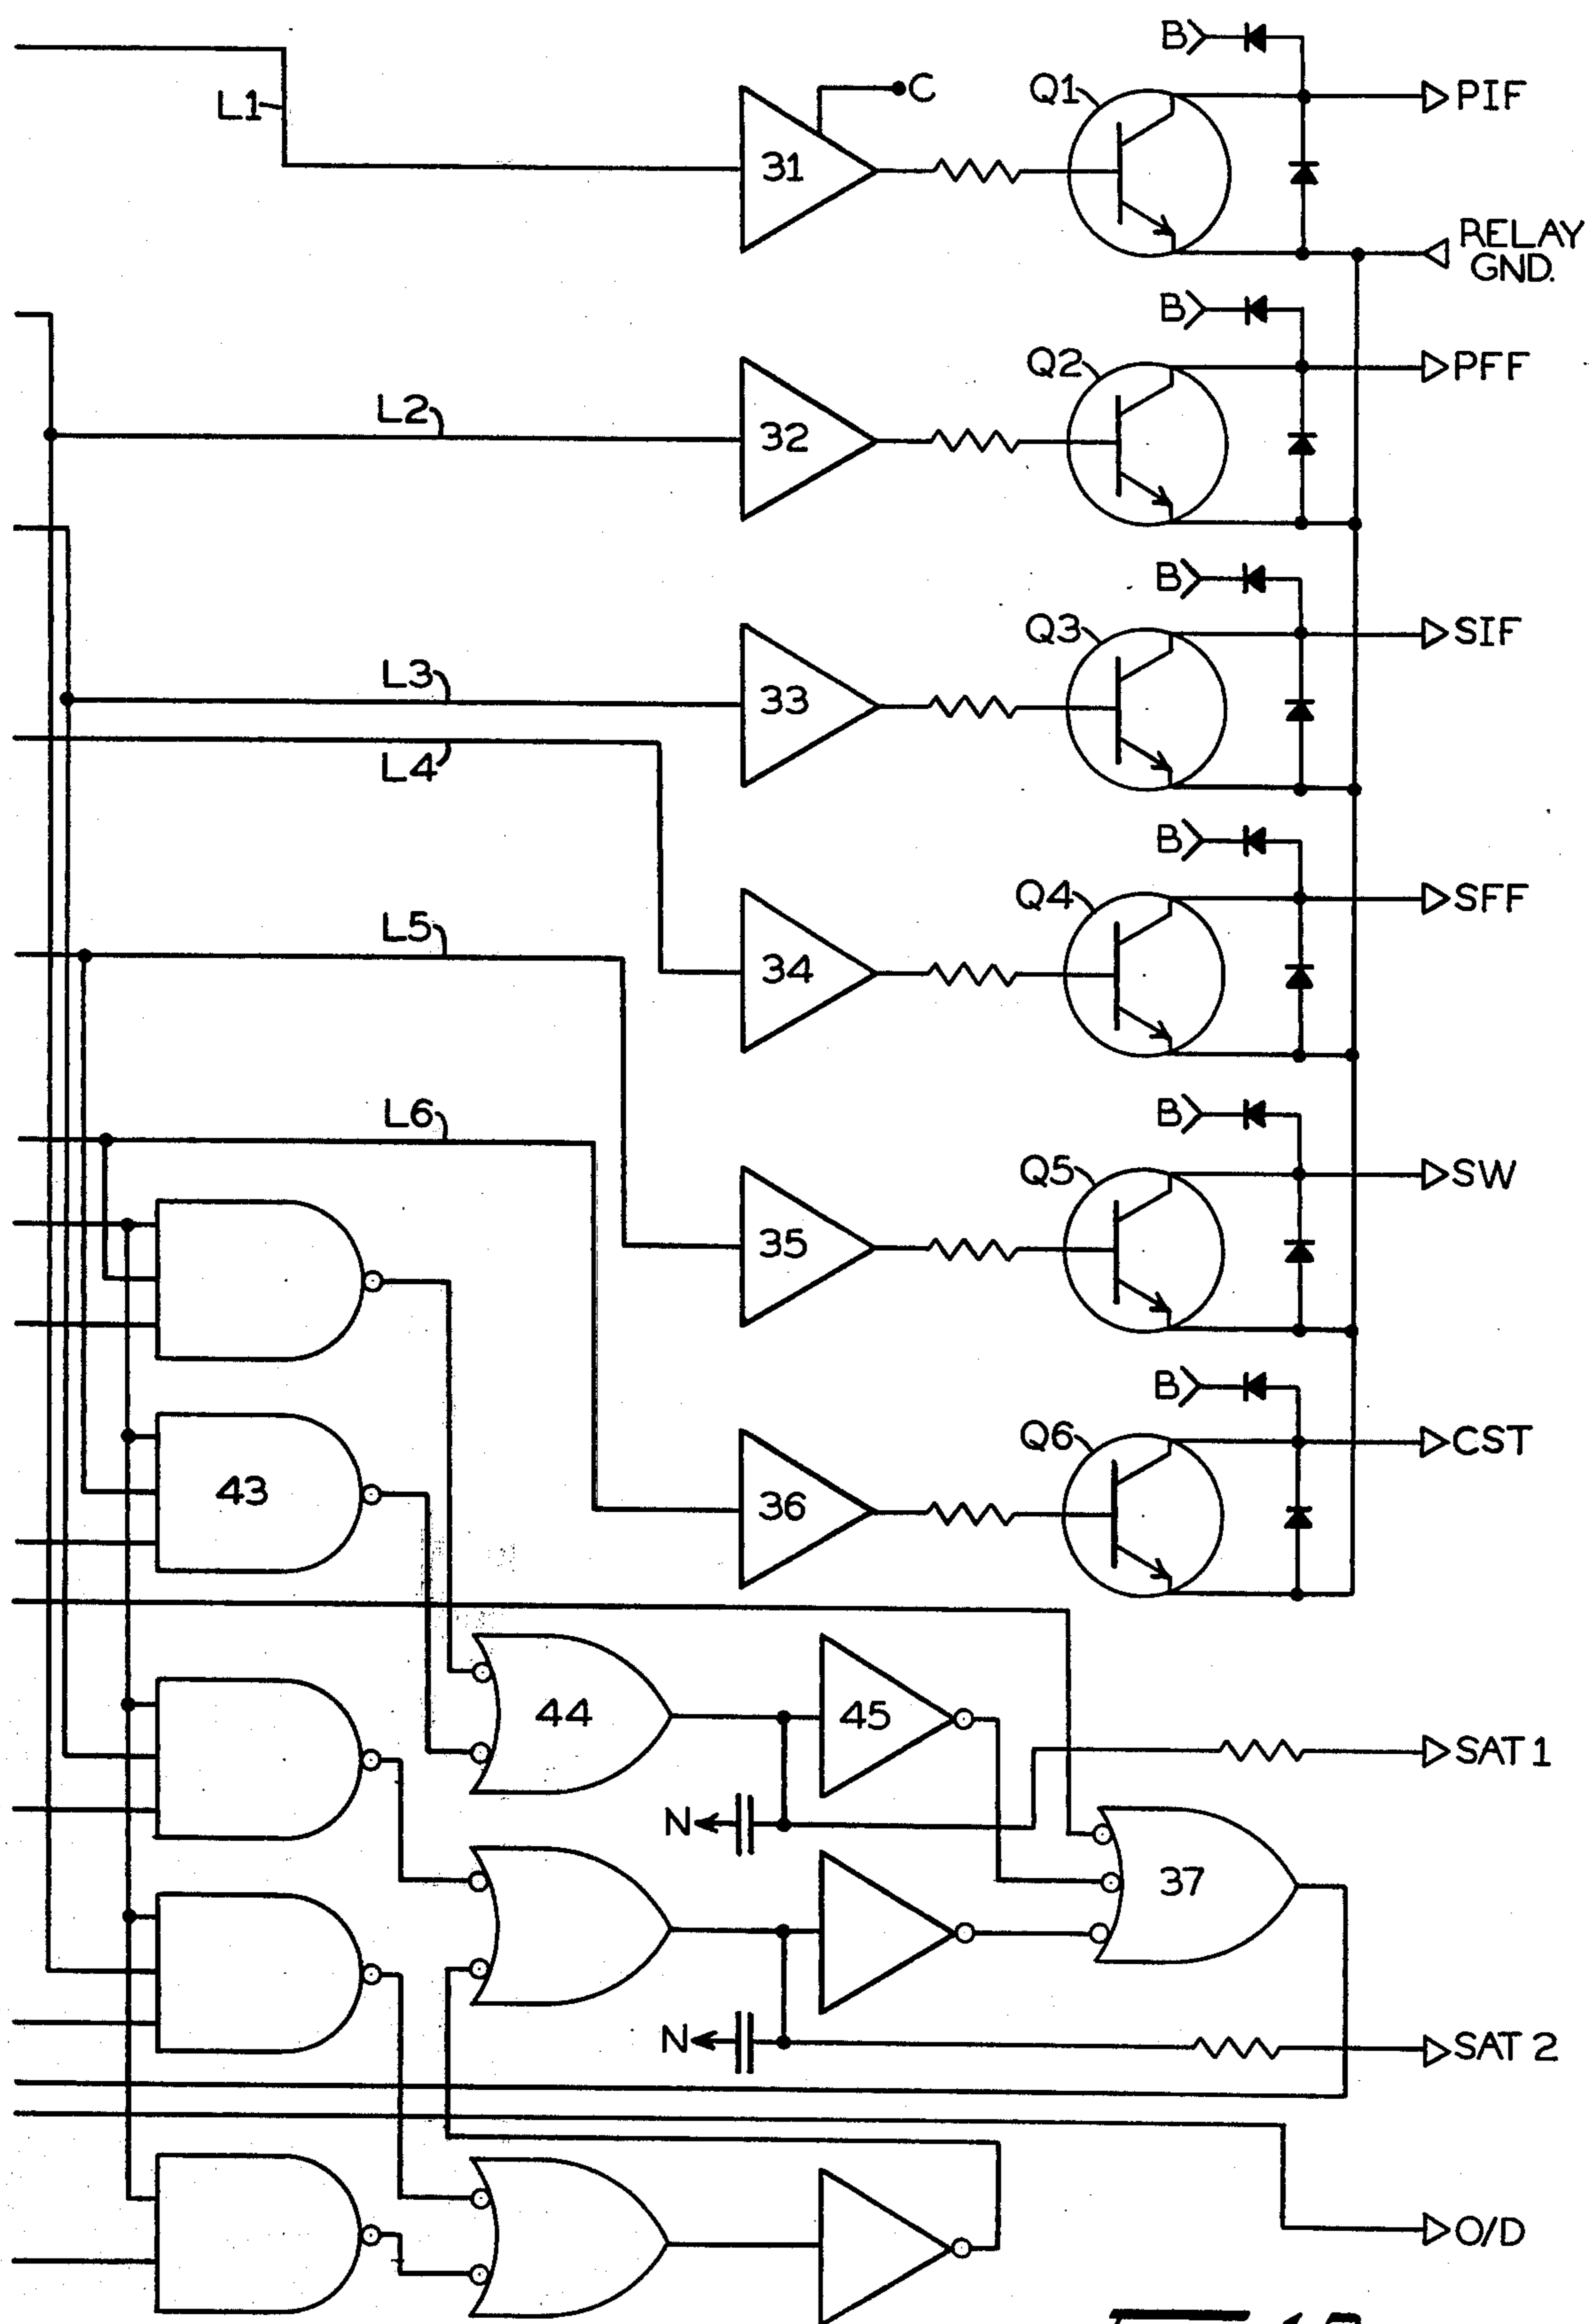 B
L1
C
Q1
PIF
31
RELAY
GND.
B
Q2
PFF
L2
32
B
Q3
SIF
L3
33
L4
B
Q4
SFF
L5
34
B
L6
Q5
SW
35
B
Q6
CST
43
36
44
45
SAT 1
N
37
N
SAT 2
O/D